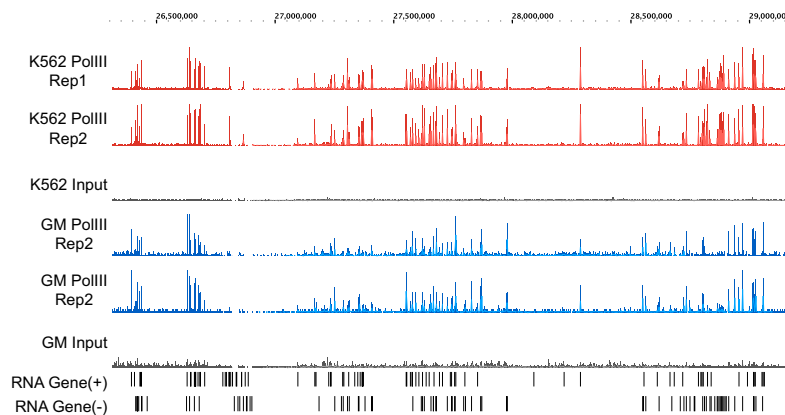 26,500,000 27,000,000 27,500,000 28,000,000 28,500,000 29,000,000
K562 PolIII
Rep1
K562 PolIII
Rep2
K562 Input
GM PolIII
Rep2
GM PolIII
Rep2
GM Input
RNA Gene(+)
RNA Gene(-)